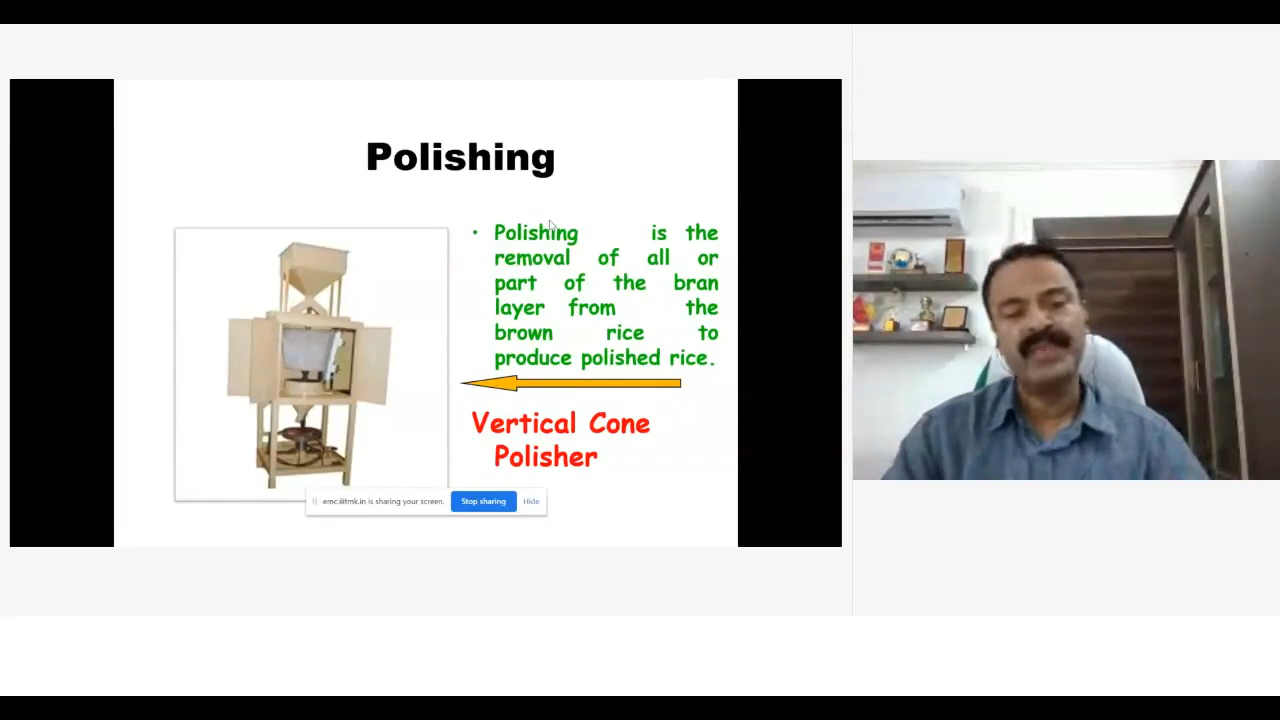 Polishing
• Polishing is the
removal of all or
part of the bran
layer from the
brown rice to
produce polished rice.
Vertical Cone
Polisher
emc.iiitmk.in is sharing your screen. Stop sharing Hide